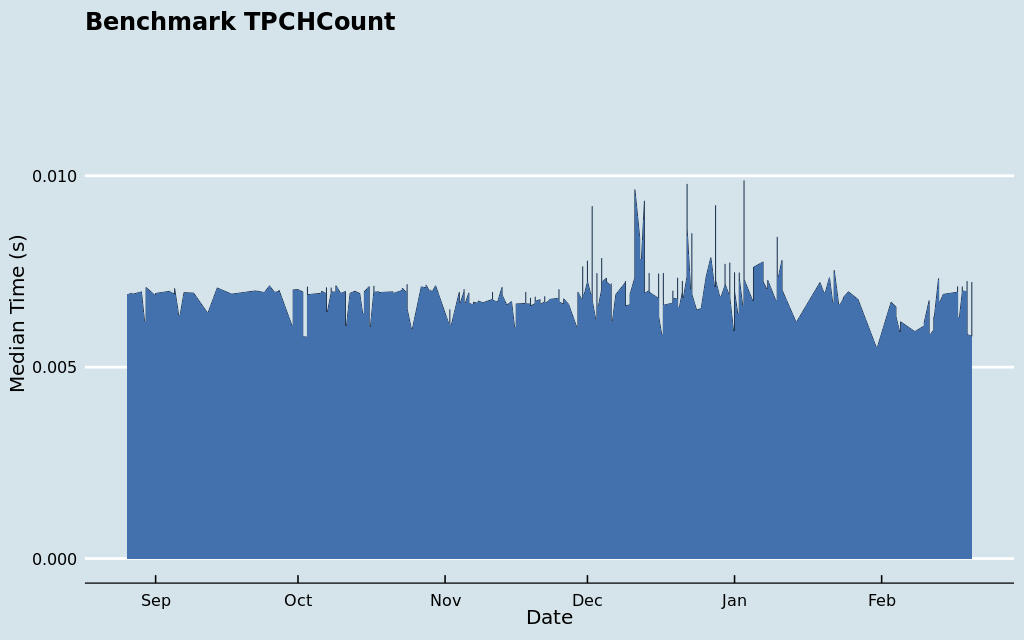 Benchmark TPCHCount
Median Time (s)
0.010
0.005
0.000
Sep Oct Nov Dec Jan Feb
Date